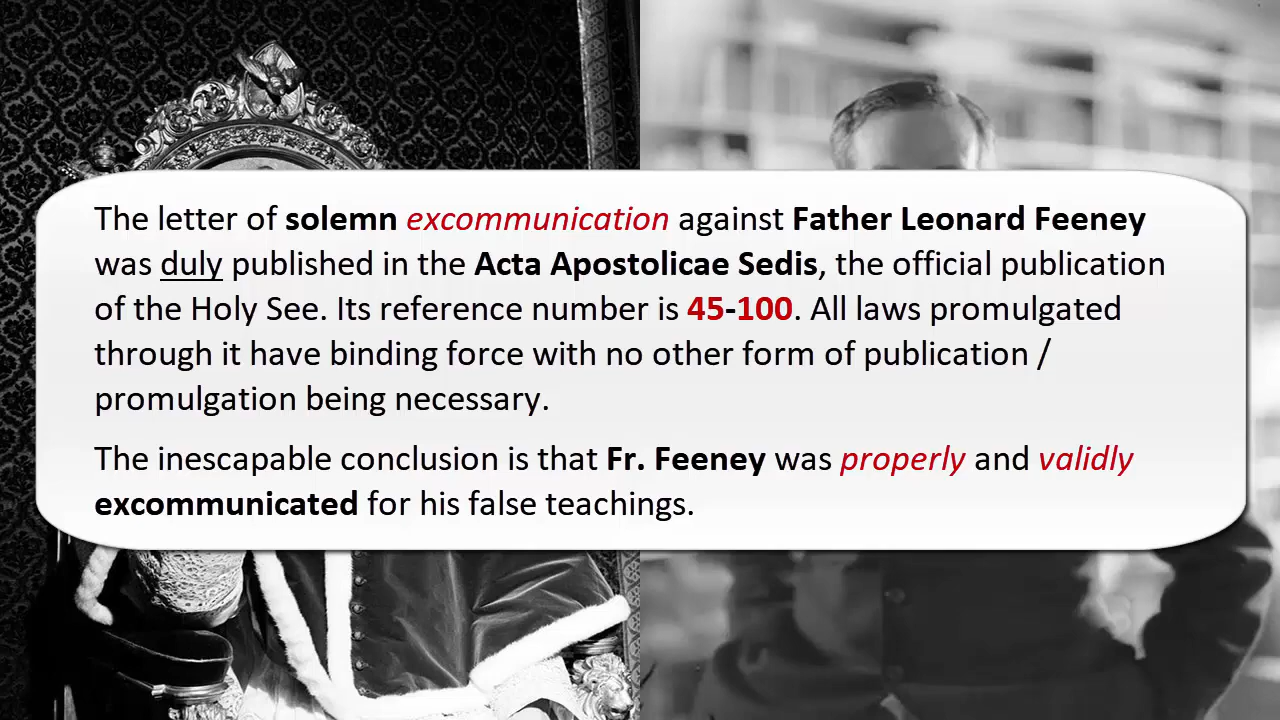 The letter of solemn excommunication against Father Leonard Feeney
was duly published in the Acta Apostolicae Sedis, the official publication
of the Holy See. Its reference number is 45-100. All laws promulgated
through it have binding force with no other form of publication /
promulgation being necessary.
The inescapable conclusion is that Fr. Feeney was properly and validly
excommunicated for his false teachings.